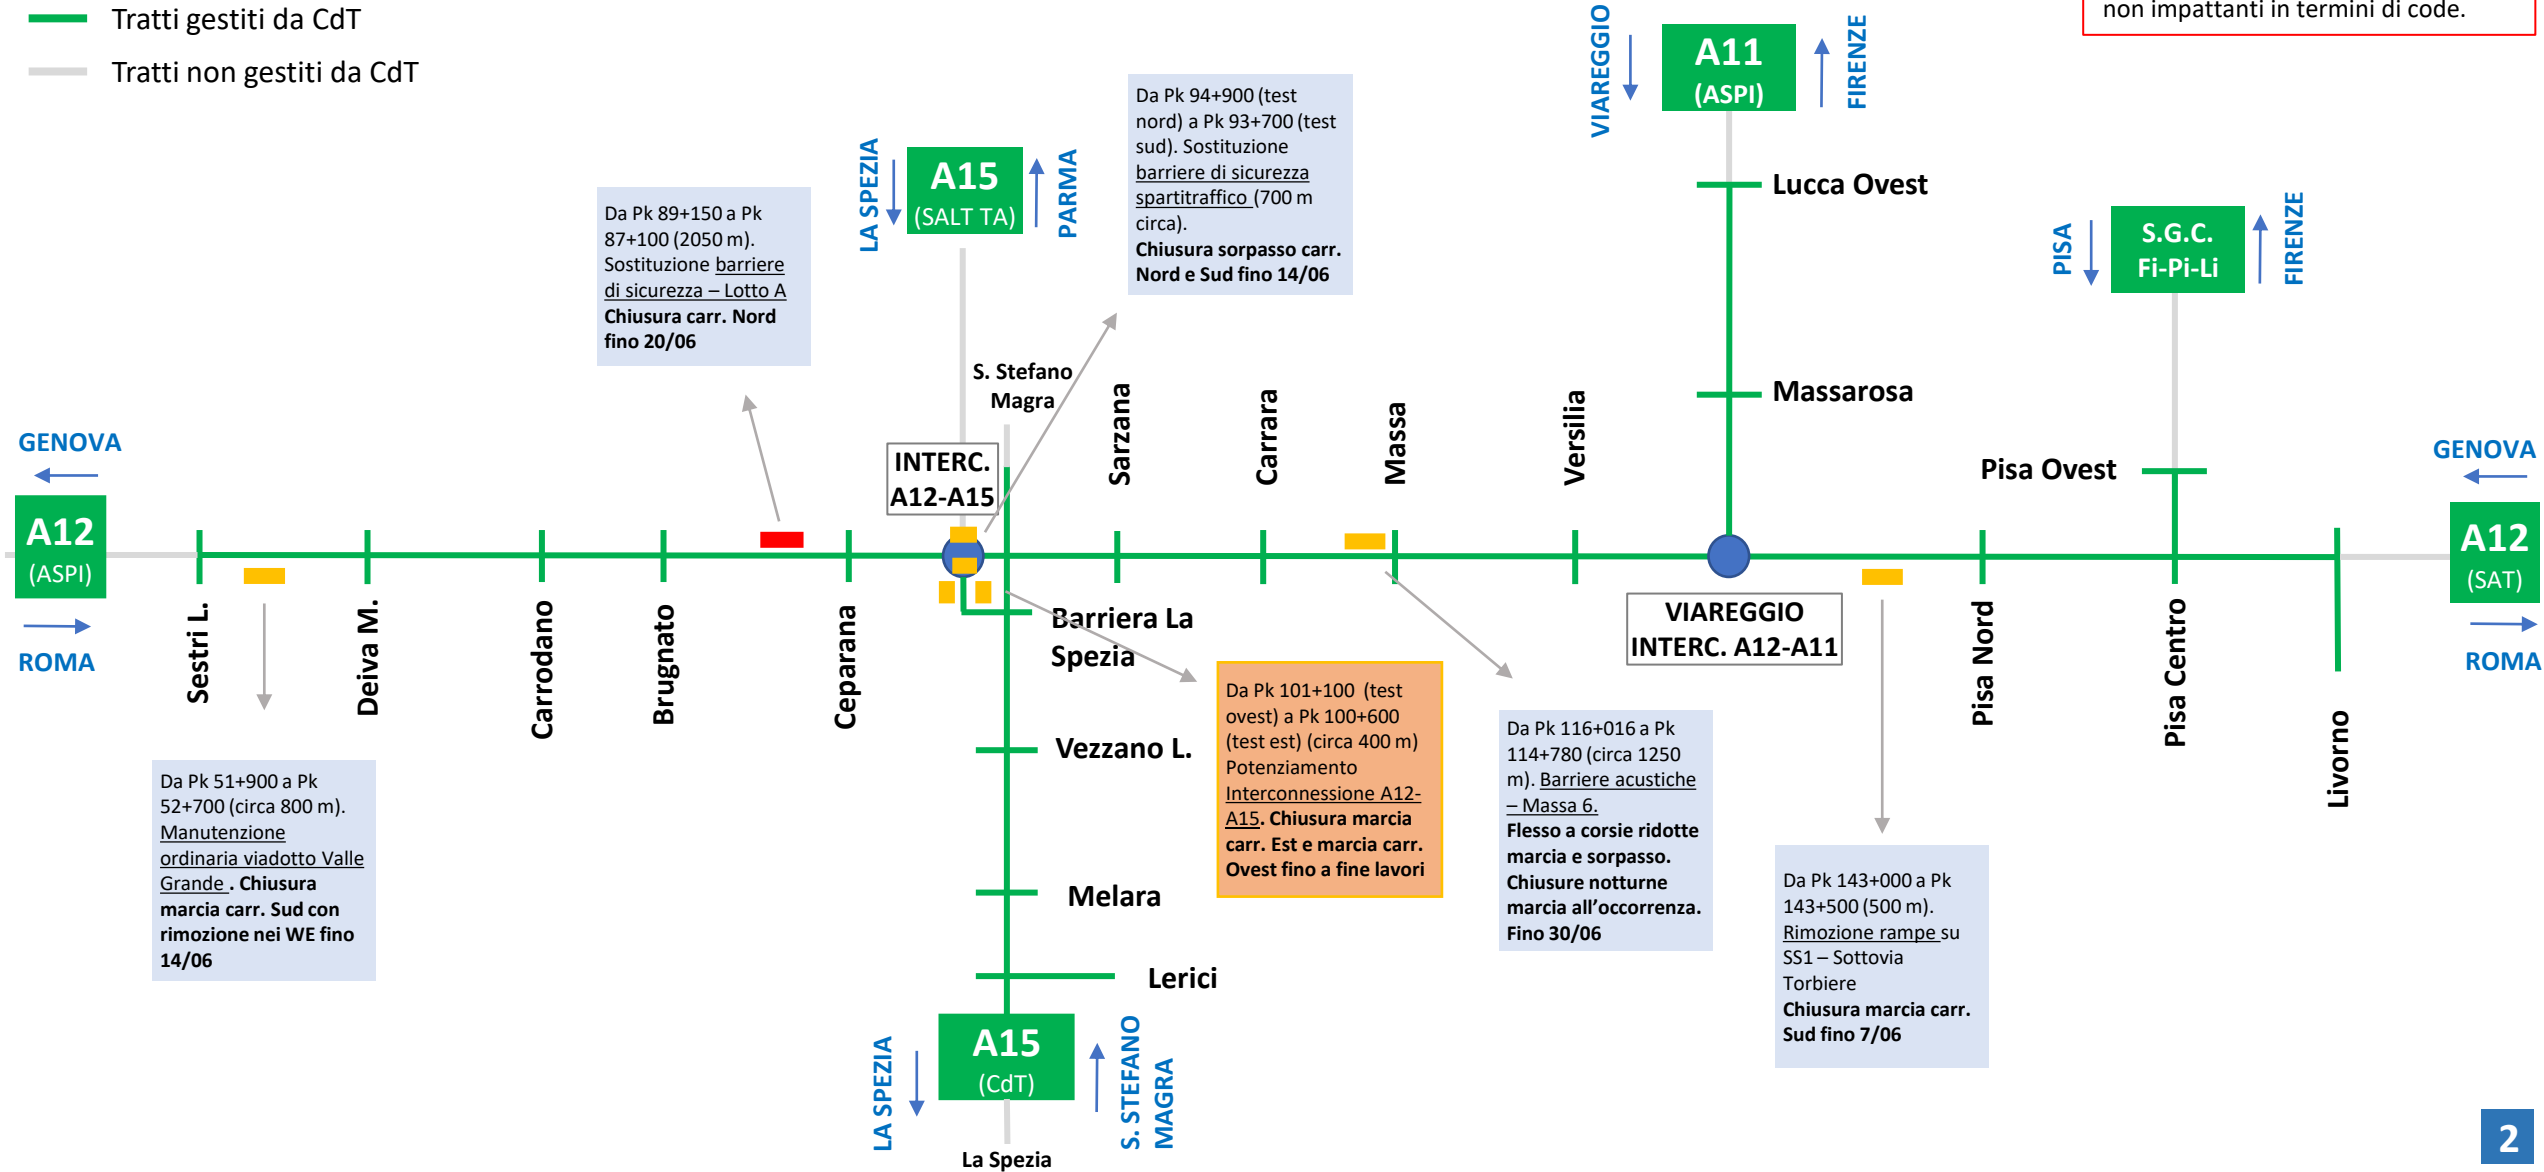 Tratti gestiti da CdT
Tratti non gestiti da CdT
non impattanti in termini di code.
VIAREGGIO
A11
(ASPI)
FIRENZE
Da Pk 94+900 (test
nord) a Pk 93+700 (test
sud). Sostituzione
barriere di sicurezza
spartitraffico (700 m
circa).
Chiusura sorpasso carr.
Nord e Sud fino 14/06
LA SPEZIA
A15
(SALT TA)
PARMA
Da Pk 89+150 a Pk
87+100 (2050 m).
Sostituzione barriere
di sicurezza – Lotto A
Chiusura carr. Nord
fino 20/06
Lucca Ovest
PISA
S.G.C.
Fi-Pi-Li
FIRENZE
S. Stefano
Magra
Massarosa
GENOVA
A12
(ASPI)
ROMA
INTERC.
A12-A15
Sarzana
Carrara
Massa
Versilia
Pisa Ovest
GENOVA
A12
(SAT)
ROMA
Sestri L.
Deiva M.
Carrodano
Brugnato
Ceparana
Barriera La
Spezia
VIAREGGIO
INTERC. A12-A11
Pisa Nord
Pisa Centro
Livorno
Vezzano L.
Melara
Lerici
Da Pk 51+900 a Pk
52+700 (circa 800 m).
Manutenzione
ordinaria viadotto Valle
Grande . Chiusura
marcia carr. Sud con
rimozione nei WE fino
14/06
Da Pk 101+100 (test
ovest) a Pk 100+600
(test est) (circa 400 m)
Potenziamento
Interconnessione A12-
A15. Chiusura marcia
carr. Est e marcia carr.
Ovest fino a fine lavori
Da Pk 116+016 a Pk
114+780 (circa 1250
m). Barriere acustiche
– Massa 6.
Flesso a corsie ridotte
marcia e sorpasso.
Chiusure notturne
marcia all’occorrenza.
Fino 30/06
Da Pk 143+000 a Pk
143+500 (500 m).
Rimozione rampe su
SS1 – Sottovia
Torbiere
Chiusura marcia carr.
Sud fino 7/06
LA SPEZIA
A15
(CdT)
S. STEFANO
MAGRA
La Spezia
2